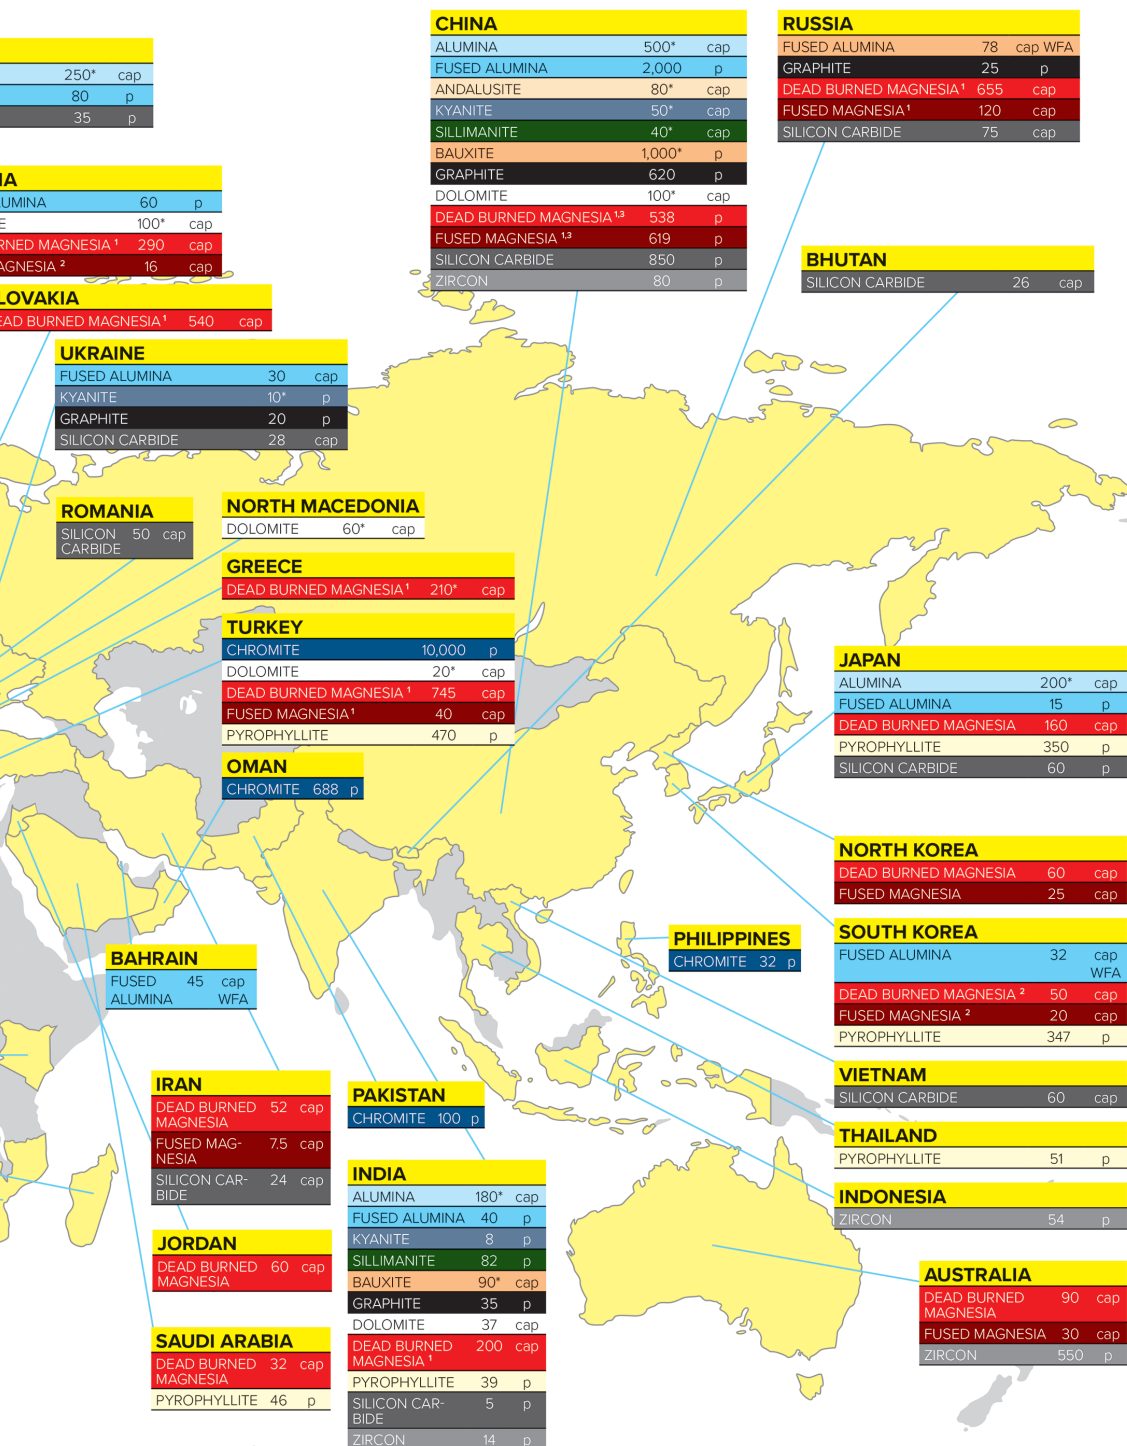 250* cap
80 p
35 p
IA
UMINA 60 p
E 100* cap
RNED MAGNESIA ¹ 290 cap
AGNESIA ² 16 cap
LOVAKIA
EAD BURNED MAGNESIA¹ 540 cap
UKRAINE
FUSED ALUMINA 30 cap
KYANITE 10* p
GRAPHITE 20 p
SILICON CARBIDE 28 cap
CHINA
ALUMINA 500* cap
FUSED ALUMINA 2,000 p
ANDALUSITE 80* cap
KYANITE 50* cap
SILLIMANITE 40* cap
BAUXITE 1,000* p
GRAPHITE 620 p
DOLOMITE 100* cap
DEAD BURNED MAGNESIA ¹,³ 538 p
FUSED MAGNESIA ¹,³ 619 p
SILICON CARBIDE 850 p
ZIRCON 80 p
RUSSIA
FUSED ALUMINA 78 cap WFA
GRAPHITE 25 p
DEAD BURNED MAGNESIA ¹ 655 cap
FUSED MAGNESIA ¹ 120 cap
SILICON CARBIDE 75 cap
BHUTAN
SILICON CARBIDE 26 cap
ROMANIA
SILICON 50 cap
CARBIDE
NORTH MACEDONIA
DOLOMITE 60* cap
GREECE
DEAD BURNED MAGNESIA ¹ 210* cap
TURKEY
CHROMITE 10,000 p
DOLOMITE 20* cap
DEAD BURNED MAGNESIA ¹ 745 cap
FUSED MAGNESIA ¹ 40 cap
PYROPHYLLITE 470 p
OMAN
CHROMITE 688 p
JAPAN
ALUMINA 200* cap
FUSED ALUMINA 15 p
DEAD BURNED MAGNESIA 160 cap
PYROPHYLLITE 350 p
SILICON CARBIDE 60 p
NORTH KOREA
DEAD BURNED MAGNESIA 60 cap
FUSED MAGNESIA 25 cap
SOUTH KOREA
FUSED ALUMINA 32 cap
WFA
DEAD BURNED MAGNESIA ² 50 cap
FUSED MAGNESIA ² 20 cap
PYROPHYLLITE 347 p
PHILIPPINES
CHROMITE 32 p
BAHRAIN
FUSED 45 cap
ALUMINA WFA
VIETNAM
SILICON CARBIDE 60 cap
THAILAND
PYROPHYLLITE 51 p
INDONESIA
ZIRCON 54 p
IRAN
DEAD BURNED 52 cap
MAGNESIA
FUSED MAG- 7.5 cap
NESIA
SILICON CAR- 24 cap
BIDE
PAKISTAN
CHROMITE 100 p
INDIA
ALUMINA 180* cap
FUSED ALUMINA 40 p
KYANITE 8 p
SILLIMANITE 82 p
BAUXITE 90* cap
GRAPHITE 35 p
DOLOMITE 37 cap
DEAD BURNED 200 cap
MAGNESIA ¹
PYROPHYLLITE 39 p
SILICON CAR- 5 p
BIDE
ZIRCON 14 p
JORDAN
DEAD BURNED 60 cap
MAGNESIA
SAUDI ARABIA
DEAD BURNED 32 cap
MAGNESIA
PYROPHYLLITE 46 p
AUSTRALIA
DEAD BURNED 90 cap
MAGNESIA
FUSED MAGNESIA 30 cap
ZIRCON 550 p